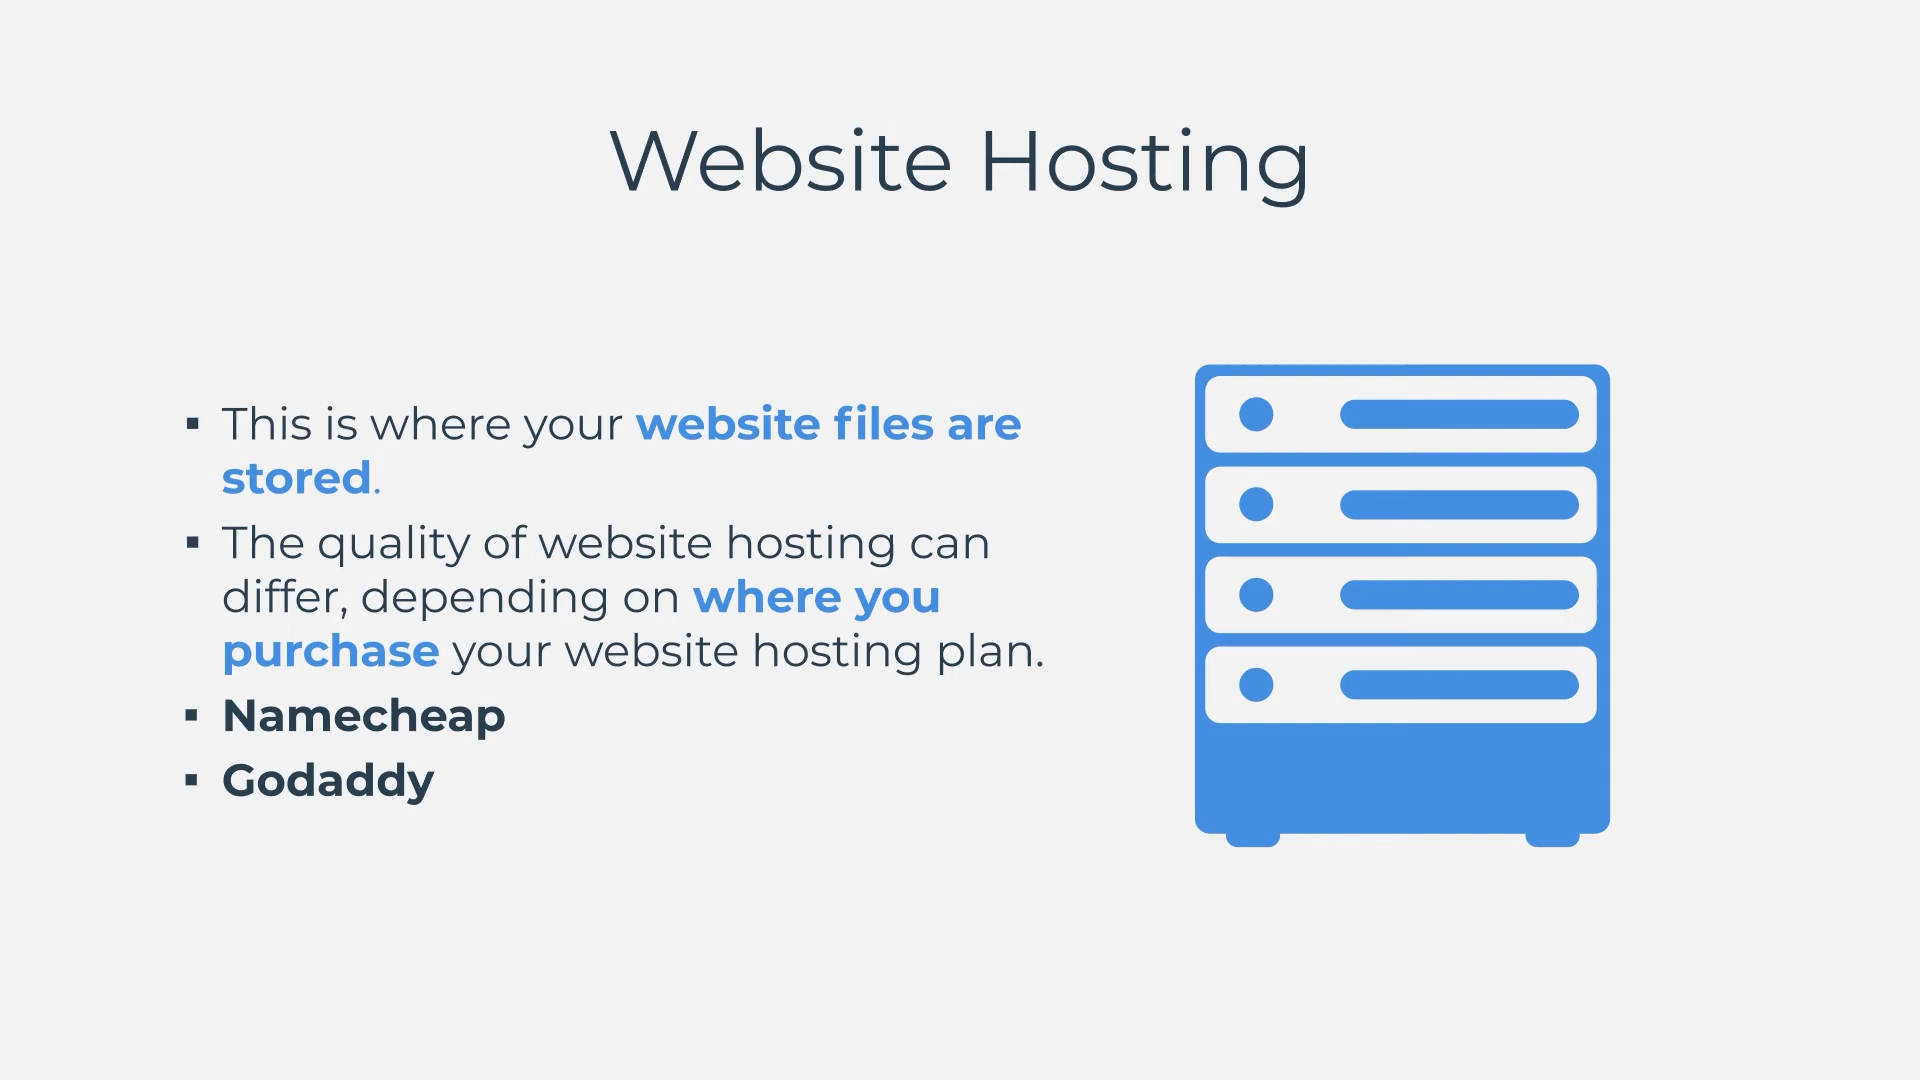 Website Hosting
▪ This is where your website files are
stored.
▪ The quality of website hosting can
differ, depending on where you
purchase your website hosting plan.
▪ Namecheap
▪ Godaddy